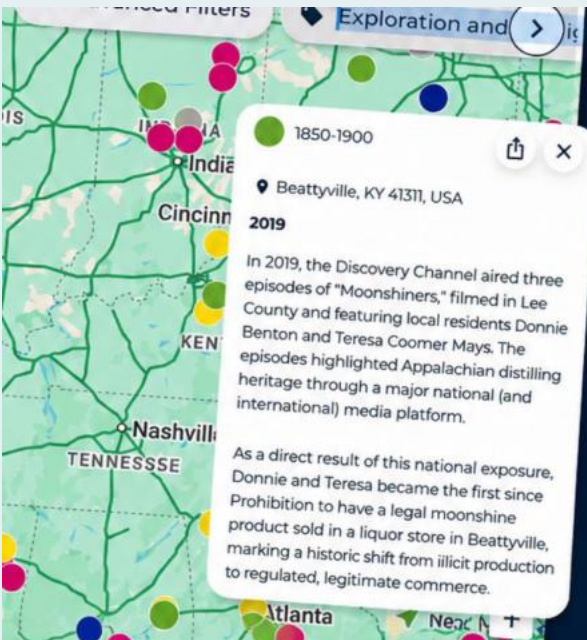 Filters
Exploration and
IS
India
Cincinn
KEN
Nashvill
TENNESSSE
Atlanta
1850-1900
Beattyville, KY 41311, USA
2019
In 2019, the Discovery Channel aired three
episodes of "Moonshiners," filmed in Lee
County and featuring local residents Donnie
Benton and Teresa Coomer Mays. The
episodes highlighted Appalachian distilling
heritage through a major national (and
international) media platform.
As a direct result of this national exposure,
Donnie and Teresa became the first since
Prohibition to have a legal moonshine
product sold in a liquor store in Beattyville,
marking a historic shift from illicit production
to regulated, legitimate commerce.